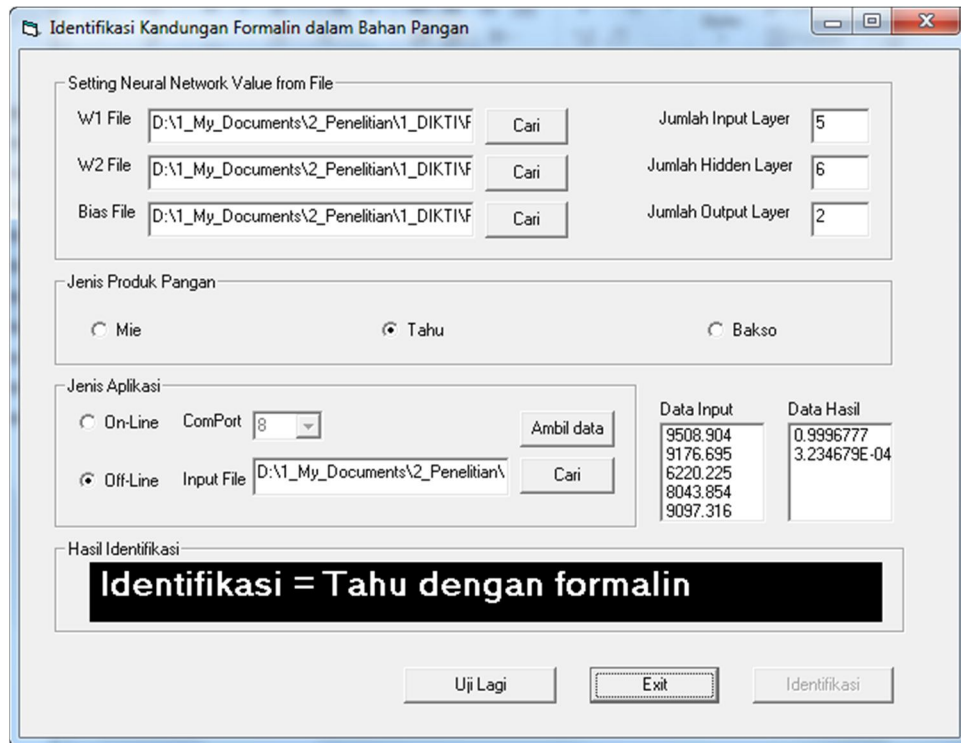 Identifikasi Kandungan Formalin dalam Bahan Pangan
Setting Neural Network Value from File
W1 File D:\1_My_Documents\2_Penelitian\1_DIKTI\F Cari Jumlah Input Layer 5
W2 File D:\1_My_Documents\2_Penelitian\1_DIKTI\F Cari Jumlah Hidden Layer 6
Bias File D:\1_My_Documents\2_Penelitian\1_DIKTI\F Cari Jumlah Output Layer 2
Jenis Produk Pangan
Mie Tahu Bakso
Jenis Aplikasi
On-Line ComPort 8 Ambil data
Off-Line Input File D:\1_My_Documents\2_Penelitian\ Cari
Data Input
9508.904
9176.695
6220.225
8043.854
9097.316
Data Hasil
0.9996777
3.234679E-04
Hasil Identifikasi
Identifikasi = Tahu dengan formalin
Uji Lagi Exit Identifikasi